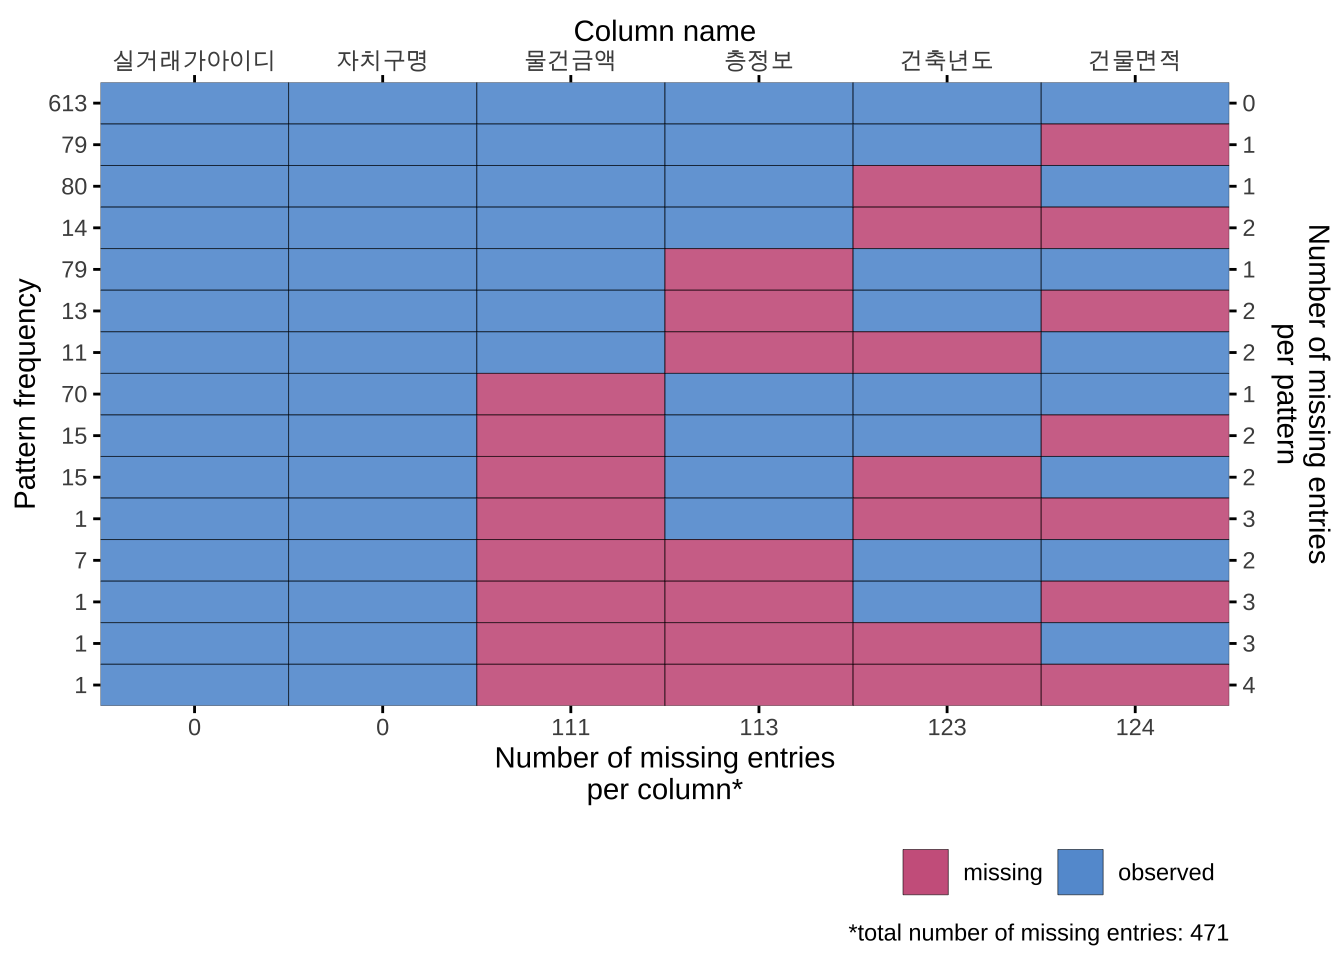 Column name
실거래가아이디 자치구명 물건금액 층정보 건축년도 건물면적
613 0
79 1
80 1
14 2
79 1
13 2
11 2
70 1
15 2
15 2
1 3
7 2
1 3
1 3
1 4
Pattern frequency
Number of missing entries
per pattern
0 0 111 113 123 124
Number of missing entries
per column*
missing observed
*total number of missing entries: 471